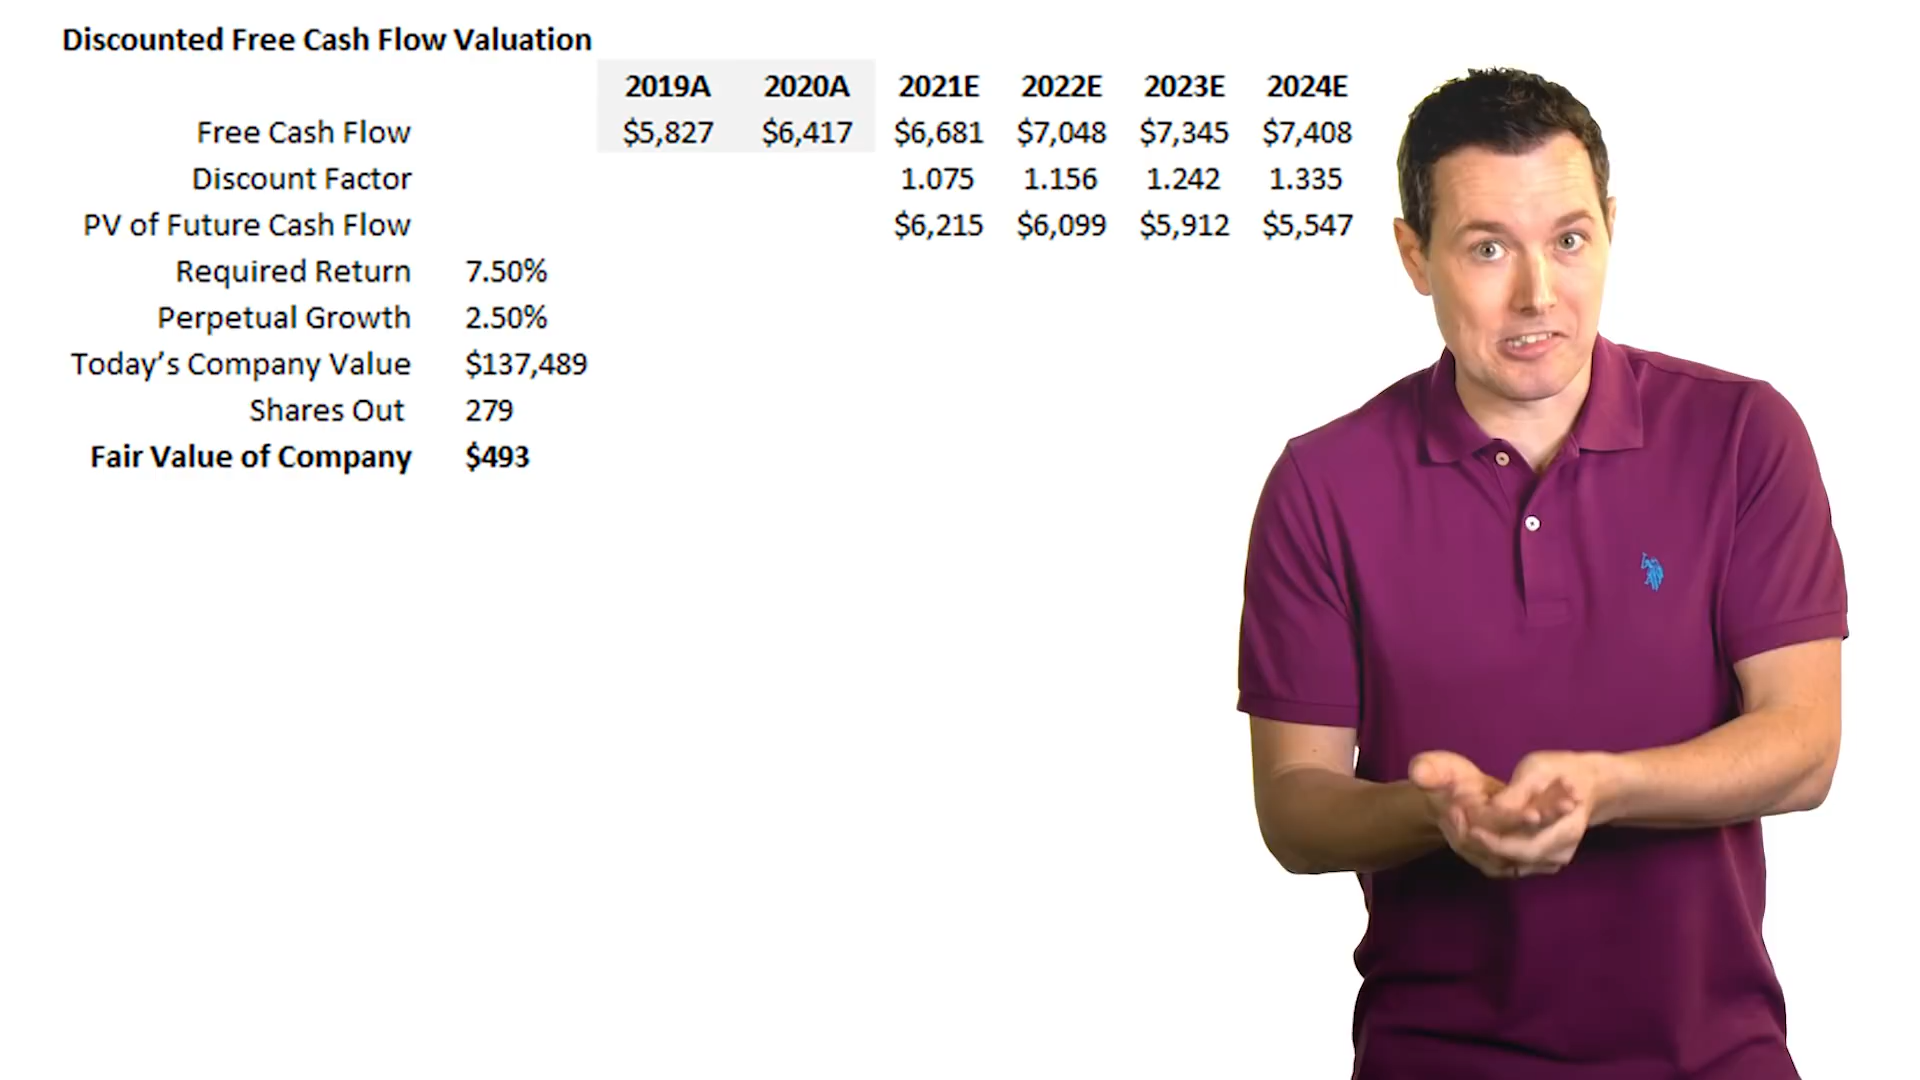 Discounted Free Cash Flow Valuation
2019A 2020A 2021E 2022E 2023E 2024E
Free Cash Flow $5,827 $6,417 $6,681 $7,048 $7,345 $7,408
Discount Factor 1.075 1.156 1.242 1.335
PV of Future Cash Flow $6,215 $6,099 $5,912 $5,547
Required Return 7.50%
Perpetual Growth 2.50%
Today’s Company Value $137,489
Shares Out 279
Fair Value of Company $493